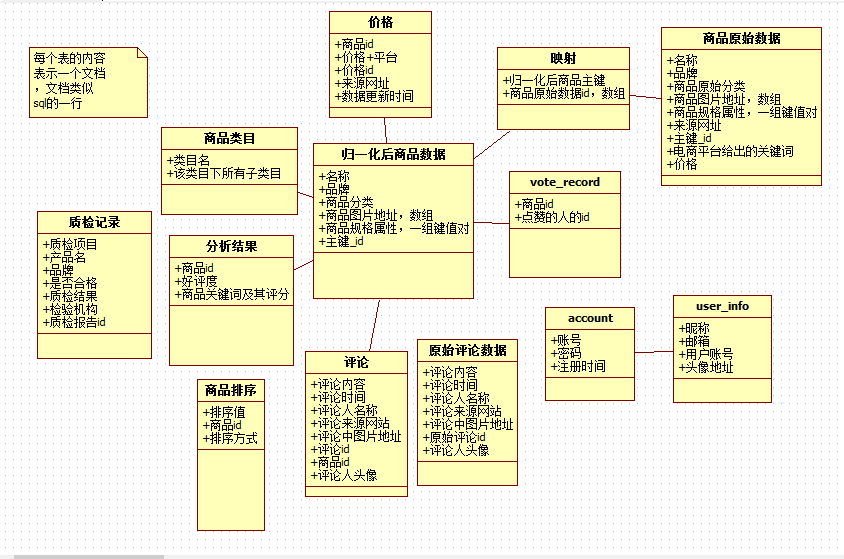 每个表的内容
表示一个文档
，文档类似
sql的一行
价格
+商品id
+价格+平台
+价格id
+来源网址
+数据更新时间
映射
+归一化后商品主键
+商品原始数据id，数组
商品原始数据
+名称
+品牌
+商品原始分类
+商品图片地址，数组
+商品规格属性，一组键值对
+来源网址
+主键_id
+电商平台给出的关键词
+价格
商品类目
+类目名
+该类目下所有子类目
归一化后商品数据
+名称
+品牌
+商品分类
+商品图片地址，数组
+商品规格属性，一组键值对
+主键_id
vote_record
+商品id
+点赞的人的id
质检记录
+质检项目
+产品名
+品牌
+是否合格
+质检结果
+检验机构
+质检报告id
分析结果
+商品id
+好评度
+商品关键词及其评分
account
+账号
+密码
+注册时间
user_info
+昵称
+邮箱
+用户账号
+头像地址
评论
+评论内容
+评论时间
+评论人名称
+评论来源网站
+评论中图片地址
+评论id
+商品id
+评论人头像
原始评论数据
+评论内容
+评论时间
+评论人名称
+评论来源网站
+评论中图片地址
+原始评论id
+评论人头像
商品排序
+排序值
+商品id
+排序方式